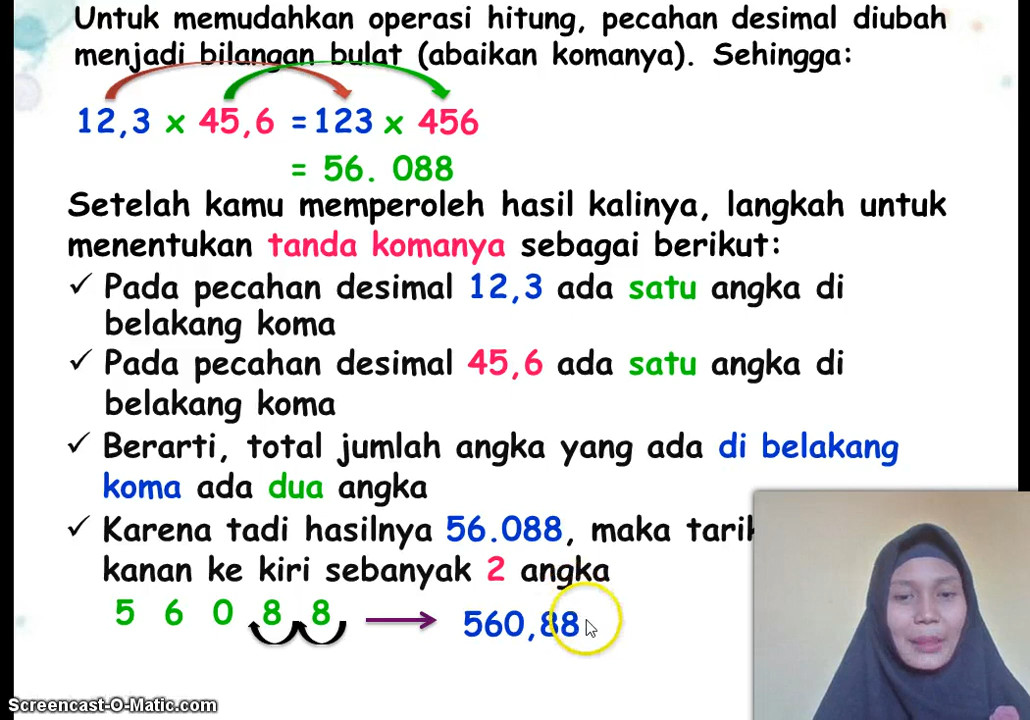 Untuk memudahkan operasi hitung, pecahan desimal diubah
menjadi bilangan bulat (abaikan komanya). Sehingga:
12,3 x 45,6 = 123 x 456
= 56. 088
Setelah kamu memperoleh hasil kalinya, langkah untuk
menentukan tanda komanya sebagai berikut:
✓ Pada pecahan desimal 12,3 ada satu angka di
belakang koma
✓ Pada pecahan desimal 45,6 ada satu angka di
belakang koma
✓ Berarti, total jumlah angka yang ada di belakang
koma ada dua angka
✓ Karena tadi hasilnya 56.088, maka tarik
kanan ke kiri sebanyak 2 angka
5 6 0 8 8 → 560,88
Screencast-O-Matic.com